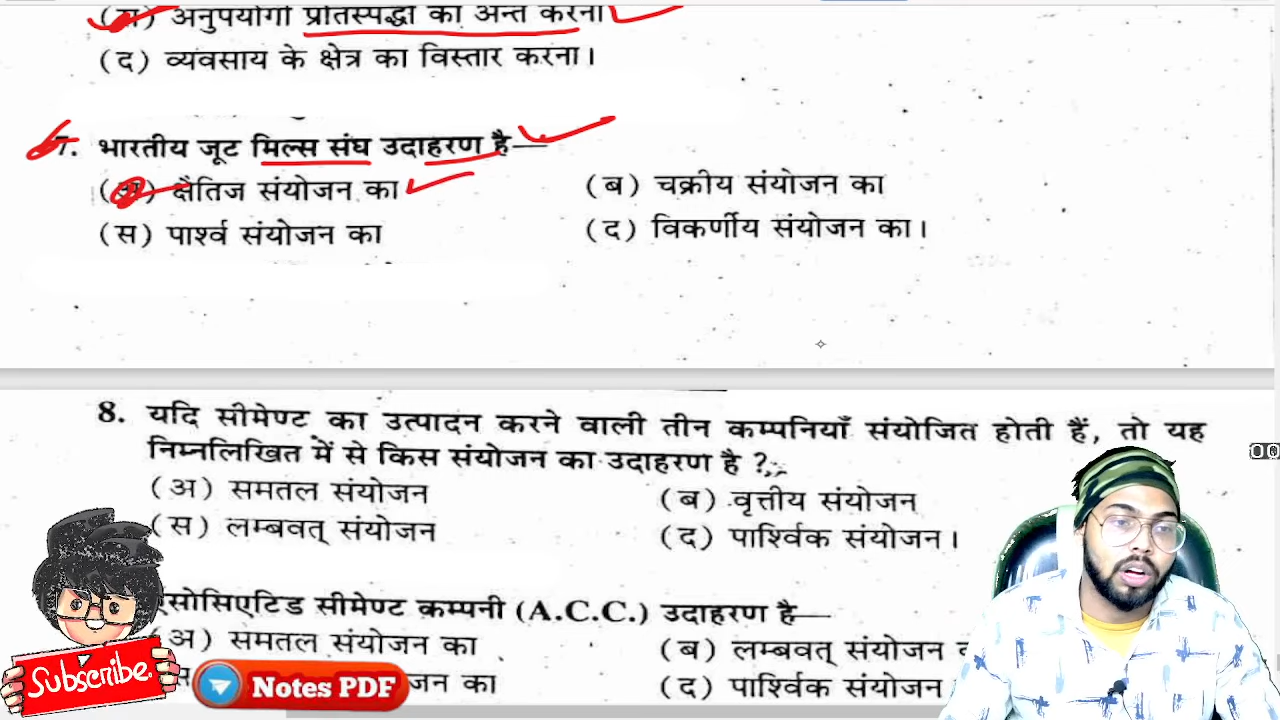 (स) अनुपयोगी प्रतिस्पर्द्धा का अन्त करना
(द) व्यवसाय के क्षेत्र का विस्तार करना।
7. भारतीय जूट मिल्स संघ उदाहरण है—
(अ) क्षैतिज संयोजन का (ब) चक्रीय संयोजन का
(स) पार्श्व संयोजन का (द) विकर्णीय संयोजन का।
8. यदि सीमेण्ट का उत्पादन करने वाली तीन कम्पनियाँ संयोजित होती हैं, तो यह
निम्नलिखित में से किस संयोजन का उदाहरण है ?
(अ) समतल संयोजन (ब) वृत्तीय संयोजन
(स) लम्बवत् संयोजन (द) पार्श्विक संयोजन।
सीमेण्ट कम्पनी (A.C.C.) उदाहरण है—
(अ) समतल संयोजन का (ब) लम्बवत् संयोजन
जन का (द) पार्श्विक संयोजन
Subscribe
Notes PDF